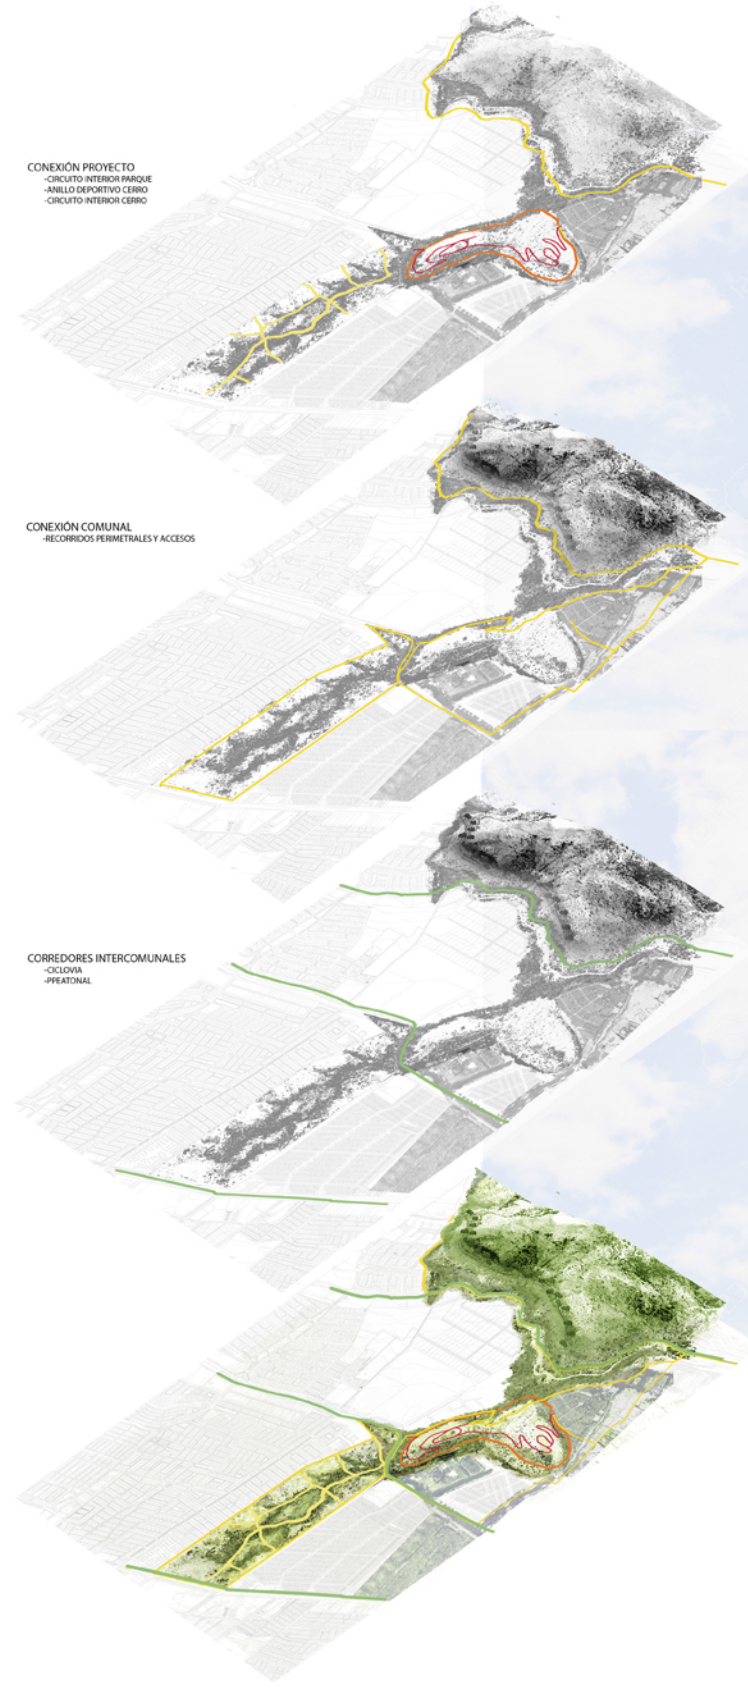 CONEXIÓN PROYECTO
-CIRCUITO INTERIOR PARQUE
-ANILLO DEPORTIVO CERRO
-CIRCUITO INTERIOR CERRO
CONEXIÓN COMUNAL
-RECORRIDOS PERIMETRALES Y ACCESOS
CORREDORES INTERCOMUNALES
-CICLOVIA
-PPEATONAL